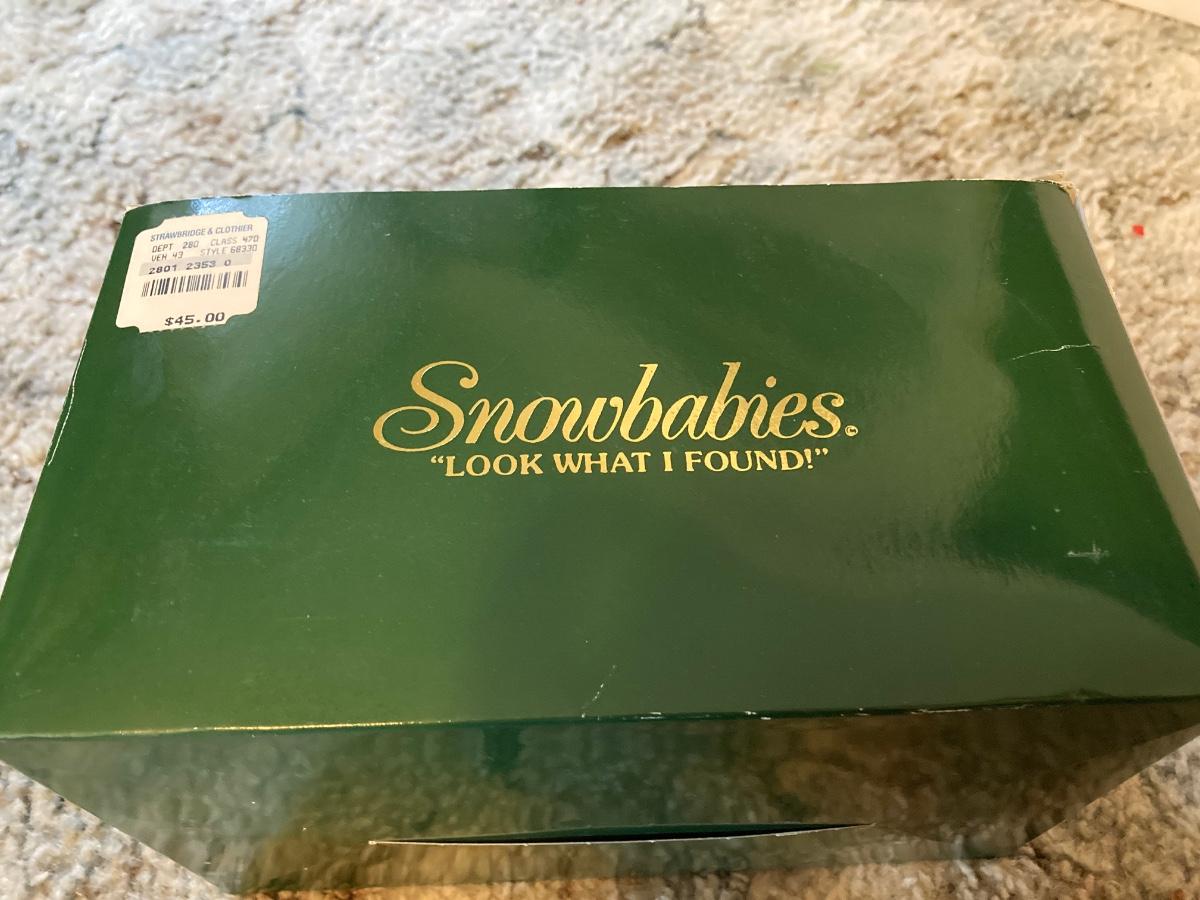 STRAWBRIDGE & CLOTHIER
DEPT 280 CLASS 470
VEN 43 STYLE 68330
2801 2353 0
$45.00
Snowbabies.
“LOOK WHAT I FOUND!”